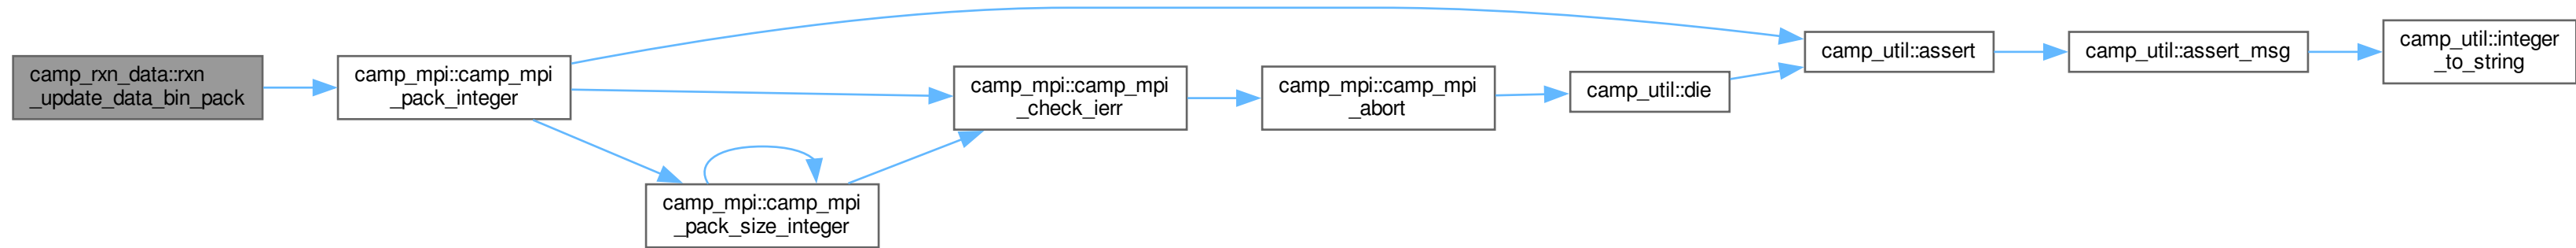 camp_rxn_data::rxn
_update_data_bin_pack
camp_mpi::camp_mpi
_pack_integer
camp_mpi::camp_mpi
_pack_size_integer
camp_mpi::camp_mpi
_check_ierr
camp_mpi::camp_mpi
_abort
camp_util::die
camp_util::assert
camp_util::assert_msg
camp_util::integer
_to_string